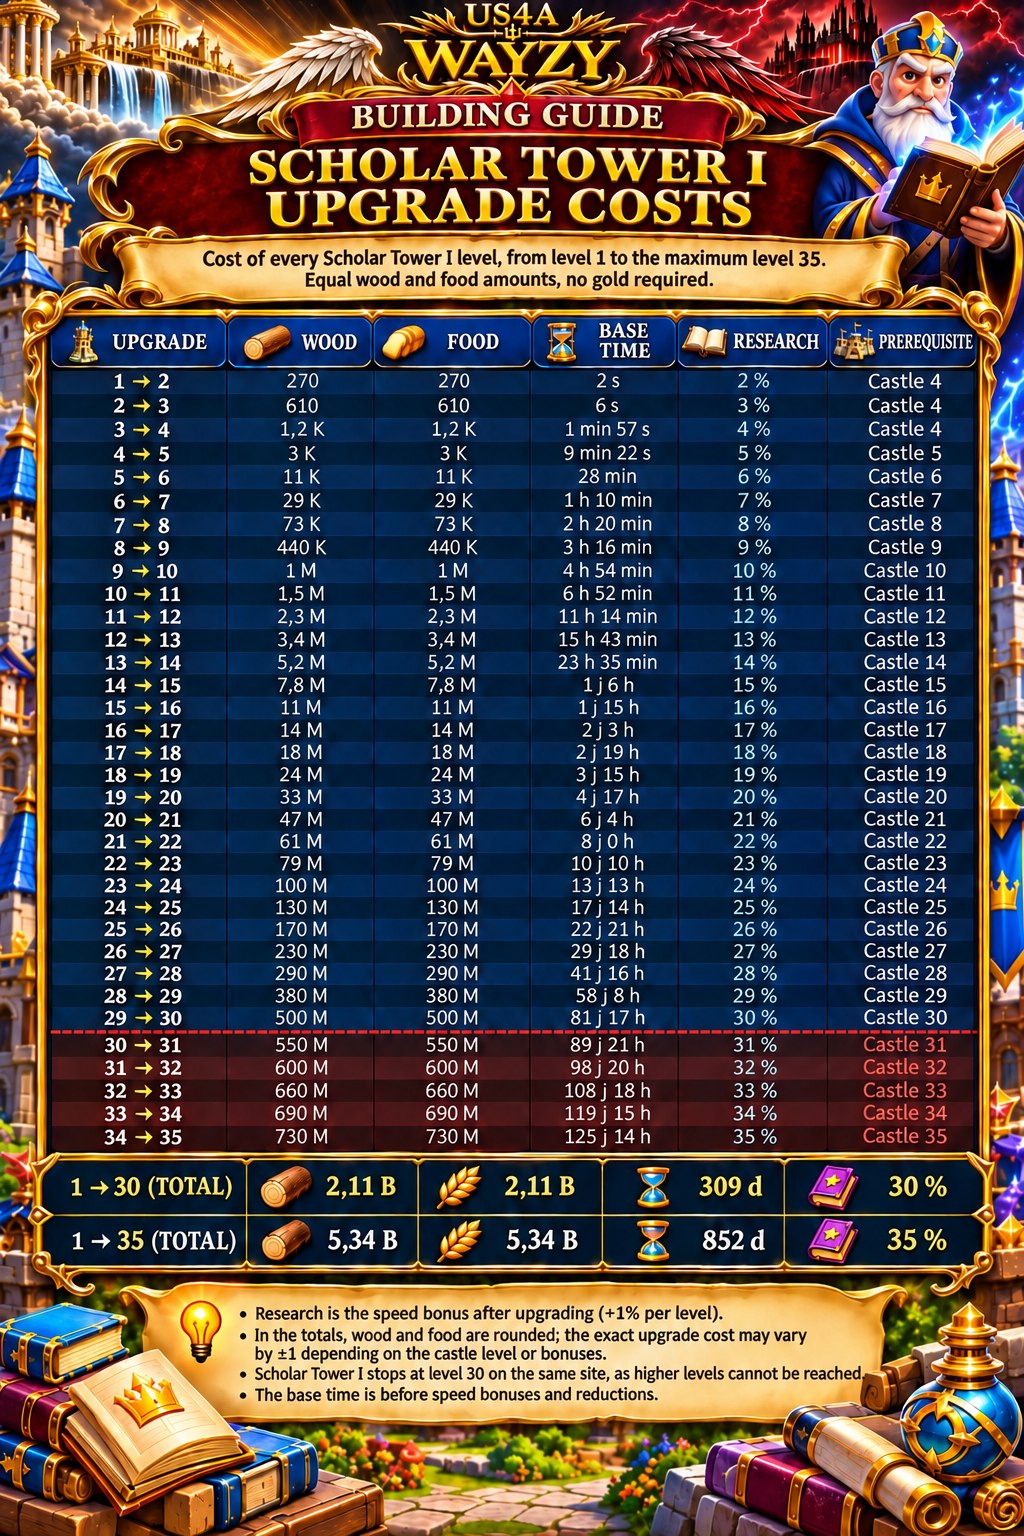 US4A
WAYZY
BUILDING GUIDE
SCHOLAR TOWER I
UPGRADE COSTS
Cost of every Scholar Tower I level, from level 1 to the maximum level 35.
Equal wood and food amounts, no gold required.
UPGRADE WOOD FOOD BASE TIME RESEARCH PREREQUISITE
1 → 2 270 270 2 s 2 % Castle 4
2 → 3 610 610 6 s 3 % Castle 4
3 → 4 1,2 K 1,2 K 1 min 57 s 4 % Castle 4
4 → 5 3 K 3 K 9 min 22 s 5 % Castle 5
5 → 6 11 K 11 K 28 min 6 % Castle 6
6 → 7 29 K 29 K 1 h 10 min 7 % Castle 7
7 → 8 73 K 73 K 2 h 20 min 8 % Castle 8
8 → 9 440 K 440 K 3 h 16 min 9 % Castle 9
9 → 10 1 M 1 M 4 h 54 min 10 % Castle 10
10 → 11 1,5 M 1,5 M 6 h 52 min 11 % Castle 11
11 → 12 2,3 M 2,3 M 11 h 14 min 12 % Castle 12
12 → 13 3,4 M 3,4 M 15 h 43 min 13 % Castle 13
13 → 14 5,2 M 5,2 M 23 h 35 min 14 % Castle 14
14 → 15 7,8 M 7,8 M 1 j 6 h 15 % Castle 15
15 → 16 11 M 11 M 1 j 15 h 16 % Castle 16
16 → 17 14 M 14 M 2 j 3 h 17 % Castle 17
17 → 18 18 M 18 M 2 j 19 h 18 % Castle 18
18 → 19 24 M 24 M 3 j 15 h 19 % Castle 19
19 → 20 33 M 33 M 4 j 17 h 20 % Castle 20
20 → 21 47 M 47 M 6 j 4 h 21 % Castle 21
21 → 22 61 M 61 M 8 j 0 h 22 % Castle 22
22 → 23 79 M 79 M 10 j 10 h 23 % Castle 23
23 → 24 100 M 100 M 13 j 13 h 24 % Castle 24
24 → 25 130 M 130 M 17 j 14 h 25 % Castle 25
25 → 26 170 M 170 M 22 j 21 h 26 % Castle 26
26 → 27 230 M 230 M 29 j 18 h 27 % Castle 27
27 → 28 290 M 290 M 41 j 16 h 28 % Castle 28
28 → 29 380 M 380 M 58 j 8 h 29 % Castle 29
29 → 30 500 M 500 M 81 j 17 h 30 % Castle 30
30 → 31 550 M 550 M 89 j 21 h 31 % Castle 31
31 → 32 600 M 600 M 98 j 20 h 32 % Castle 32
32 → 33 660 M 660 M 108 j 18 h 33 % Castle 33
33 → 34 690 M 690 M 119 j 15 h 34 % Castle 34
34 → 35 730 M 730 M 125 j 14 h 35 % Castle 35
1 → 30 (TOTAL) 2,11 B 2,11 B 309 d 30 %
1 → 35 (TOTAL) 5,34 B 5,34 B 852 d 35 %
• Research is the speed bonus after upgrading (+1% per level).
• In the totals, wood and food are rounded; the exact upgrade cost may vary
by ±1 depending on the castle level or bonuses.
• Scholar Tower I stops at level 30 on the same site, as higher levels cannot be reached.
• The base time is before speed bonuses and reductions.